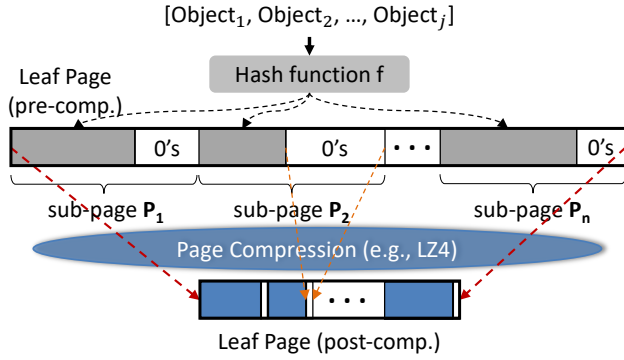 [Object₁, Object₂, ..., Objectⱼ]
Hash function f
Leaf Page
(pre-comp.)
0's 0's ··· 0's
sub-page P₁ sub-page P₂ sub-page Pₙ
Page Compression (e.g., LZ4)
···
Leaf Page (post-comp.)